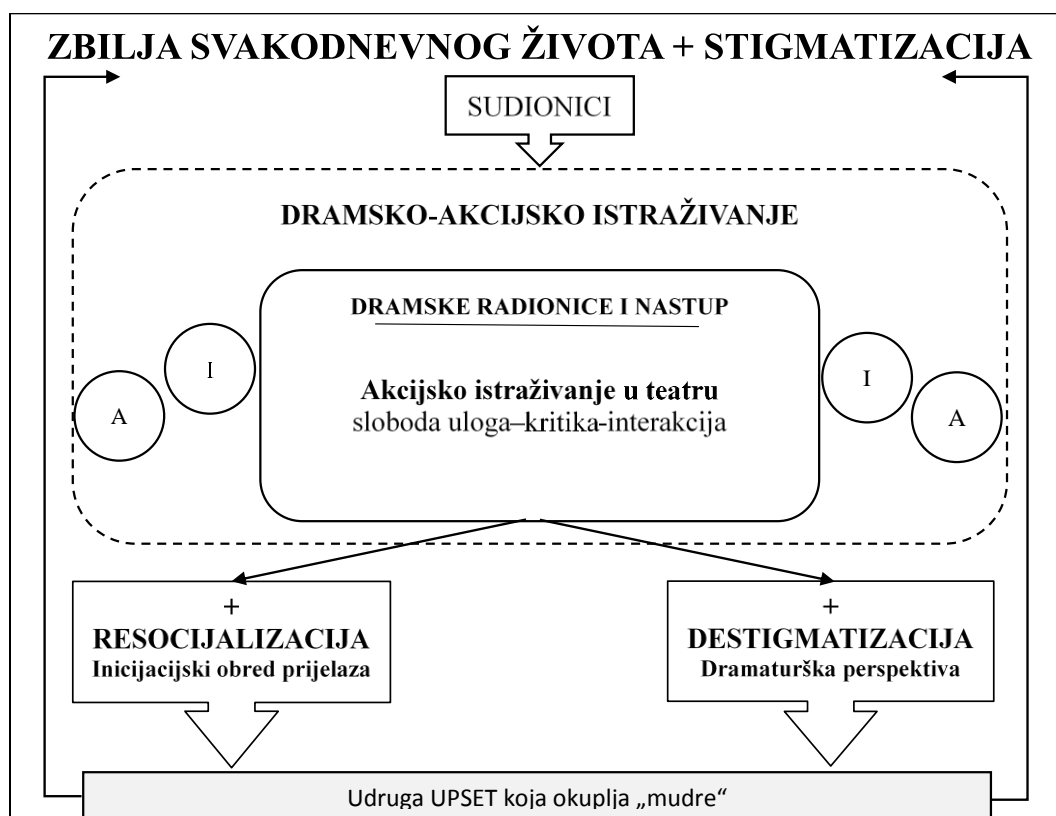 ZBILJA SVAKODNEVNOG ŽIVOTA + STIGMATIZACIJA
SUDIONICI
DRAMSKO-AKCIJSKO ISTRAŽIVANJE
DRAMSKE RADIONICE I NASTUP
I
I
A
A
Akcijsko istraživanje u teatru
sloboda uloga–kritika-interakcija
+
RESOCIJALIZACIJA
Inicijacijski obred prijelaza
+
DESTIGMATIZACIJA
Dramaturška perspektiva
Udruga UPSET koja okuplja „mudre“